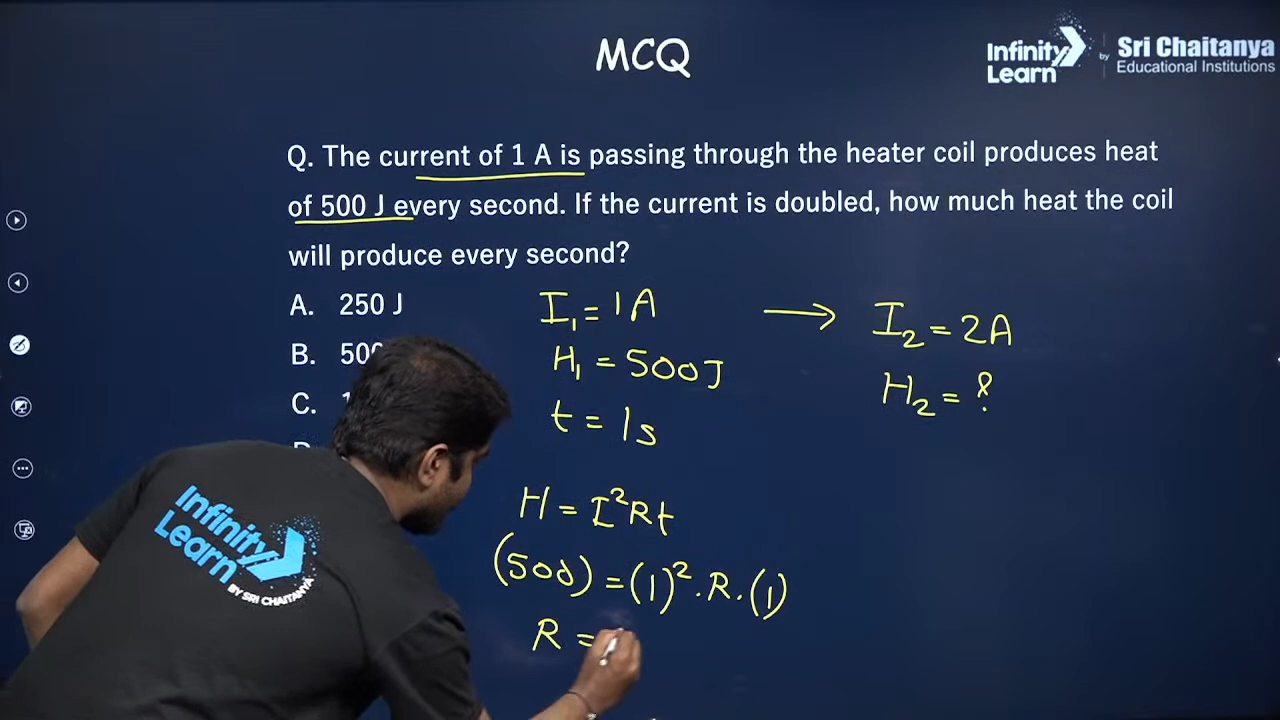 MCQ
Infinity Learn by Sri Chaitanya Educational Institutions
Q. The current of 1 A is passing through the heater coil produces heat
of 500 J every second. If the current is doubled, how much heat the coil
will produce every second?
A. 250 J
B.
C.
I₁ = 1A → I₂ = 2A
H₁ = 500J H₂ = ?
t = 1s
H = I²Rt
(500) = (1)².R.(1)
R =
Infinity
Learn
BY SRI CHAITANYA